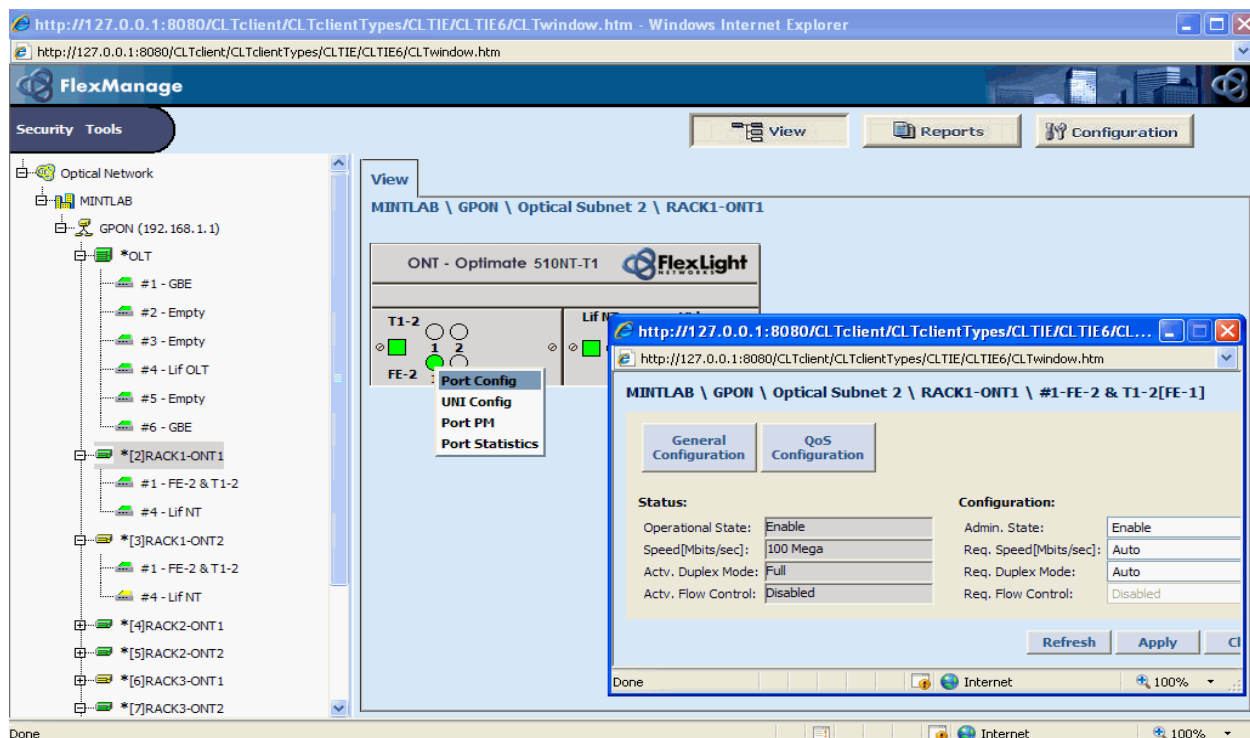 http://127.0.0.1:8080/CLTclient/CLTclientTypes/CLTIE/CLTIE6/CLTwindow.htm - Windows Internet Explorer
http://127.0.0.1:8080/CLTclient/CLTclientTypes/CLTIE/CLTIE6/CLTwindow.htm
FlexManage
Security Tools
View Reports Configuration
Optical Network
MINTLAB
GPON (192.168.1.1)
*OLT
#1 - GBE
#2 - Empty
#3 - Empty
#4 - Lif OLT
#5 - Empty
#6 - GBE
*[2]RACK1-ONT1
#1 - FE-2 & T1-2
#4 - Lif NT
*[3]RACK1-ONT2
#1 - FE-2 & T1-2
#4 - Lif NT
*[4]RACK2-ONT1
*[5]RACK2-ONT2
*[6]RACK3-ONT1
*[7]RACK3-ONT2
View
MINTLAB \ GPON \ Optical Subnet 2 \ RACK1-ONT1
ONT - Optimate 510NT-T1
FlexLight
NETWORKS
T1-2
1 2
FE-2
Lif
Port Config
UNI Config
Port PM
Port Statistics
http://127.0.0.1:8080/CLTclient/CLTclientTypes/CLTIE/CLTIE6/CL...
http://127.0.0.1:8080/CLTclient/CLTclientTypes/CLTIE/CLTIE6/CLTwindow.htm
MINTLAB \ GPON \ Optical Subnet 2 \ RACK1-ONT1 \ #1-FE-2 & T1-2[FE-1]
General Configuration
QoS Configuration
Status:
Operational State: Enable
Speed[Mbits/sec]: 100 Mega
Actv. Duplex Mode: Full
Actv. Flow Control: Disabled
Configuration:
Admin. State: Enable
Req. Speed[Mbits/sec]: Auto
Req. Duplex Mode: Auto
Req. Flow Control: Disabled
Refresh Apply Cl
Done Internet 100%
Done Internet 100%